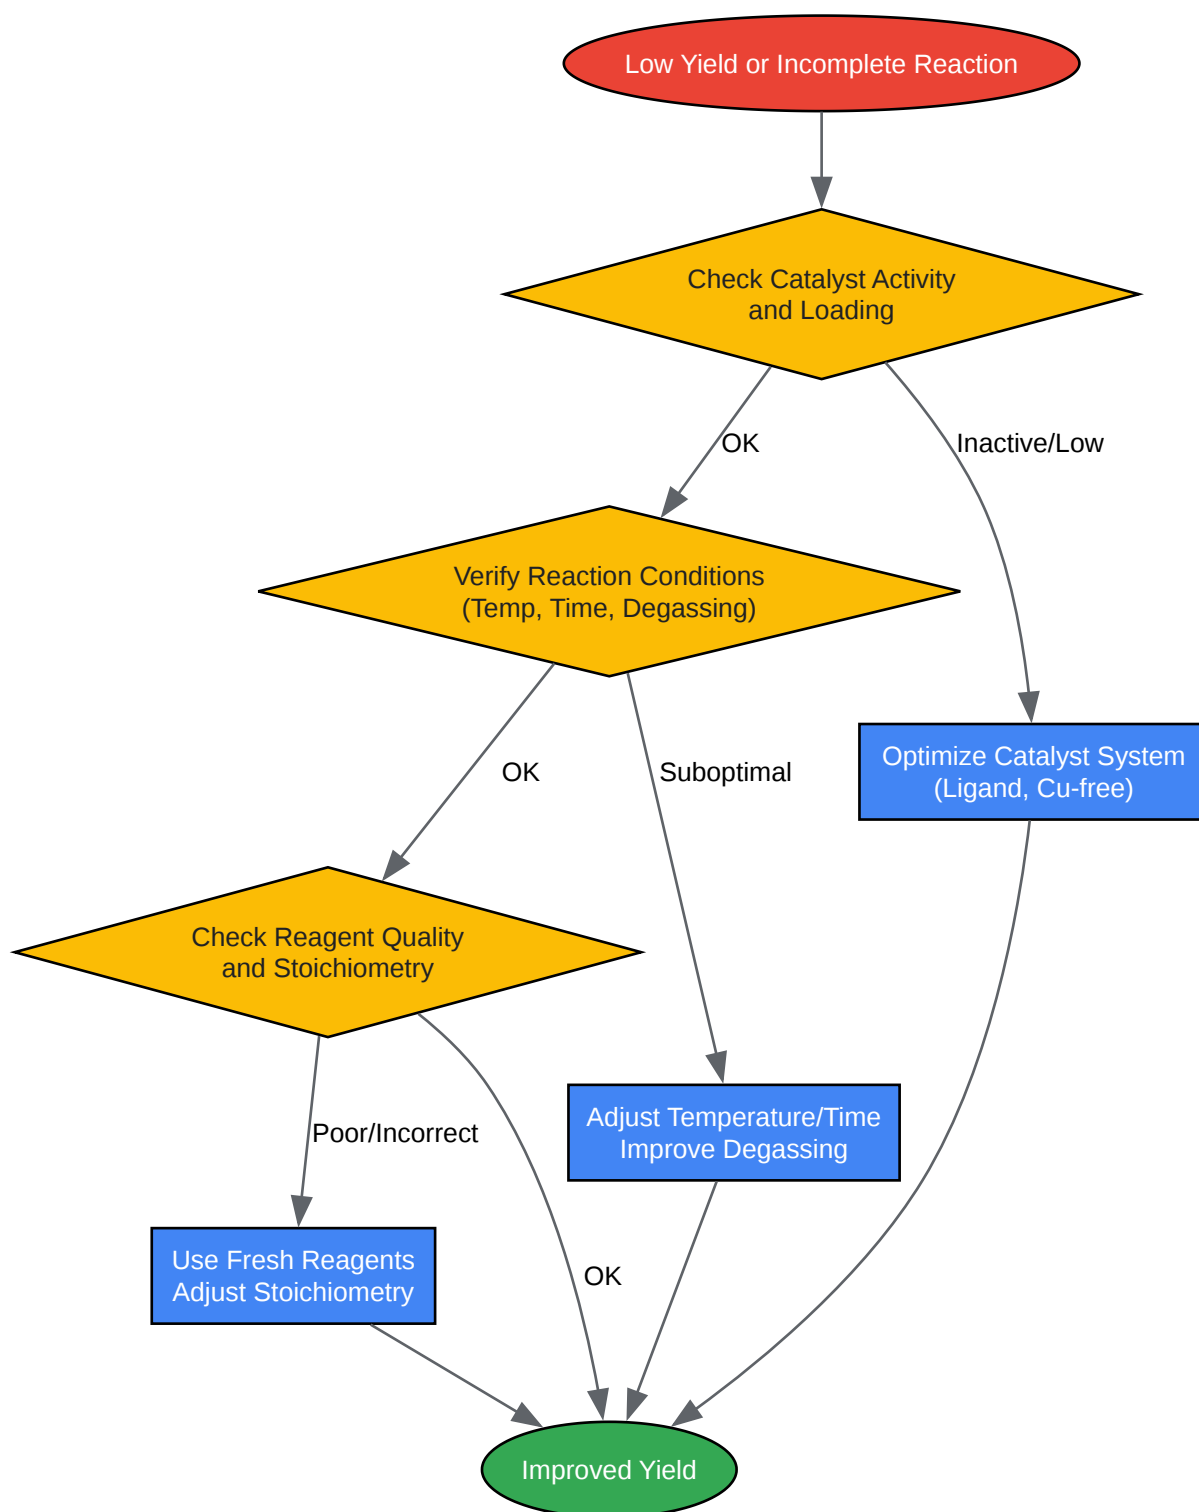 Low Yield or Incomplete Reaction
Check Catalyst Activity
and Loading
OK
Inactive/Low
Verify Reaction Conditions
(Temp, Time, Degassing)
OK
Suboptimal
Optimize Catalyst System
(Ligand, Cu-free)
Check Reagent Quality
and Stoichiometry
Poor/Incorrect
Adjust Temperature/Time
Improve Degassing
Use Fresh Reagents
Adjust Stoichiometry
OK
Improved Yield